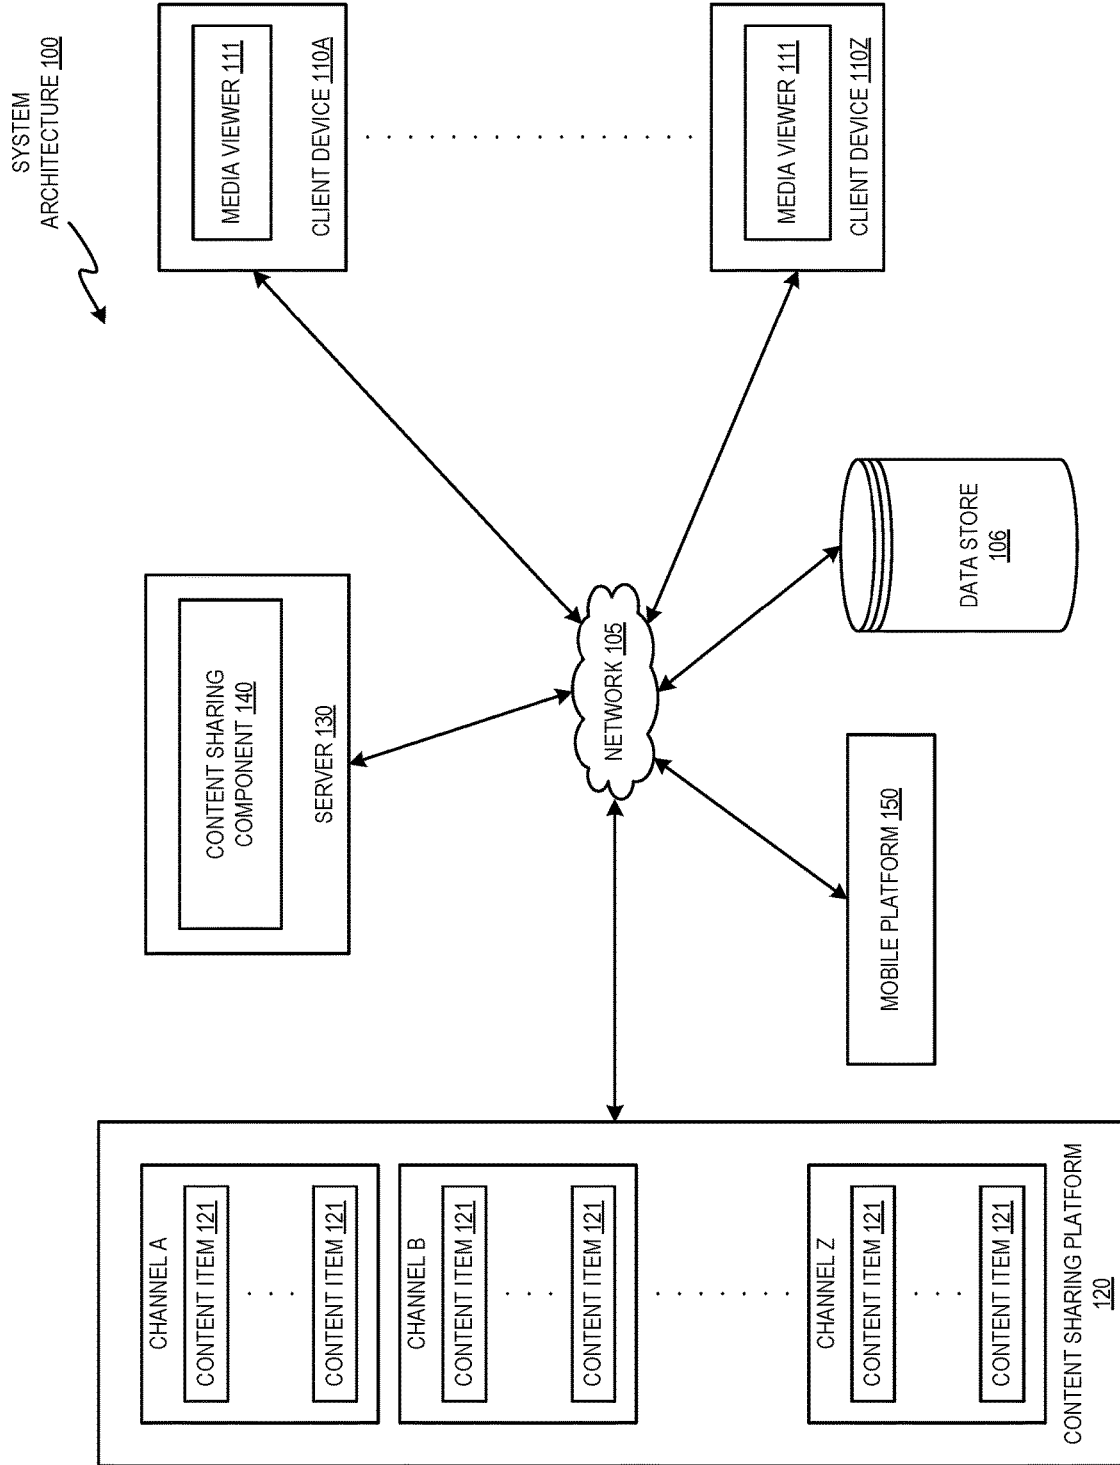 SYSTEM
ARCHITECTURE 100
CHANNEL A
CONTENT ITEM 121
CONTENT ITEM 121
CHANNEL B
CONTENT ITEM 121
CONTENT ITEM 121
CHANNEL Z
CONTENT ITEM 121
CONTENT ITEM 121
CONTENT SHARING PLATFORM
120
CONTENT SHARING
COMPONENT 140
SERVER 130
NETWORK 105
MOBILE PLATFORM 150
DATA STORE
106
MEDIA VIEWER 111
CLIENT DEVICE 110A
MEDIA VIEWER 111
CLIENT DEVICE 110Z